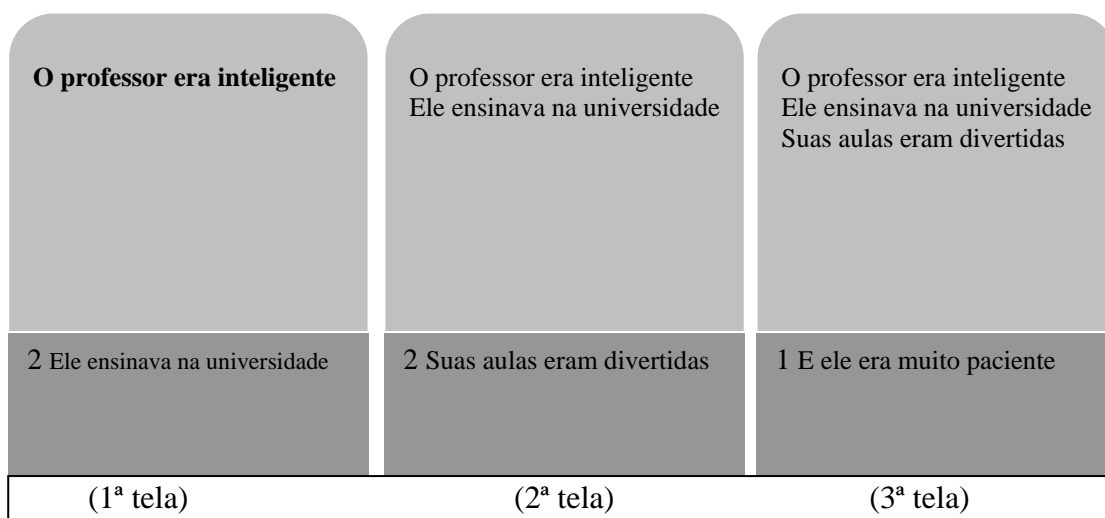 O professor era inteligente
2 Ele ensinava na universidade
(1ª tela)
O professor era inteligente
Ele ensinava na universidade
2 Suas aulas eram divertidas
(2ª tela)
O professor era inteligente
Ele ensinava na universidade
Suas aulas eram divertidas
1 E ele era muito paciente
(3ª tela)